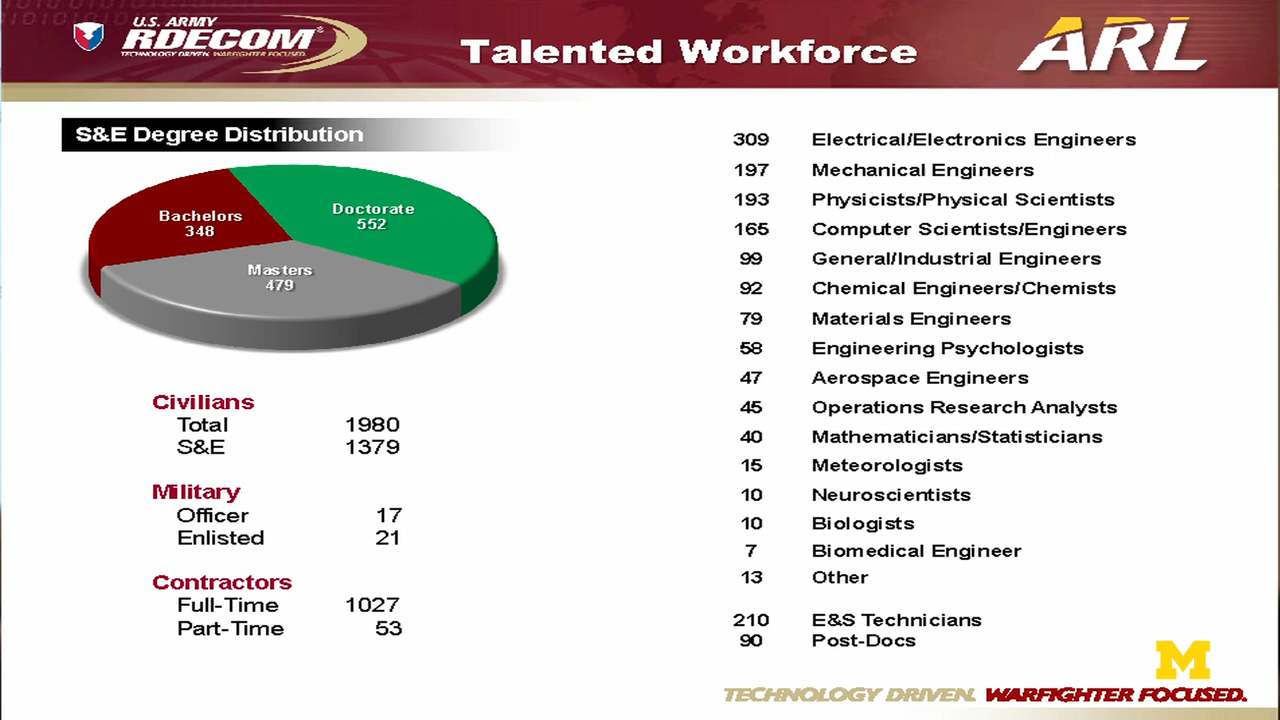 U.S. ARMY
RDECOM®
TECHNOLOGY DRIVEN. WARFIGHTER FOCUSED.
Talented Workforce
ARL
S&E Degree Distribution
Bachelors
348
Doctorate
552
Masters
479
Civilians
Total 1980
S&E 1379
Military
Officer 17
Enlisted 21
Contractors
Full-Time 1027
Part-Time 53
309 Electrical/Electronics Engineers
197 Mechanical Engineers
193 Physicists/Physical Scientists
165 Computer Scientists/Engineers
99 General/Industrial Engineers
92 Chemical Engineers/Chemists
79 Materials Engineers
58 Engineering Psychologists
47 Aerospace Engineers
45 Operations Research Analysts
40 Mathematicians/Statisticians
15 Meteorologists
10 Neuroscientists
10 Biologists
7 Biomedical Engineer
13 Other
210 E&S Technicians
90 Post-Docs
M
TECHNOLOGY DRIVEN. WARFIGHTER FOCUSED.